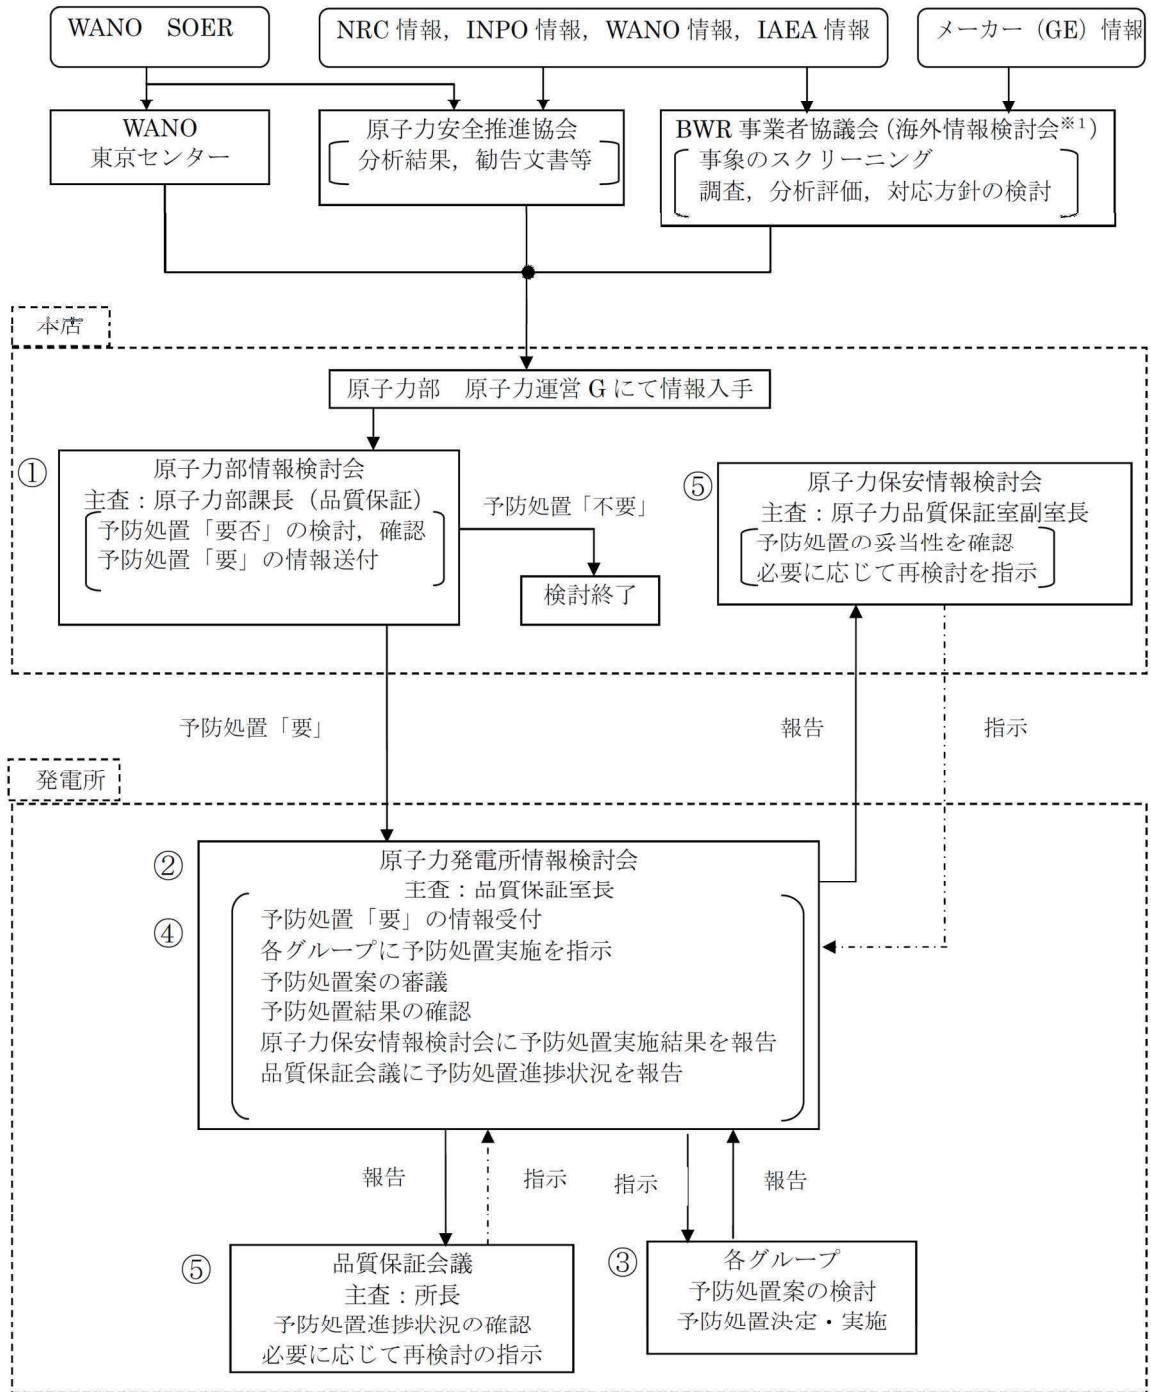 WANO SOER
NRC 情報，INPO 情報，WANO 情報，IAEA 情報
メーカー（GE）情報
WANO
東京センター
原子力安全推進協会
分析結果，勧告文書等
BWR 事業者協議会（海外情報検討会※1）
事象のスクリーニング
調査，分析評価，対応方針の検討
本店
原子力部　原子力運営 G にて情報入手
①
原子力部情報検討会
主査：原子力部課長（品質保証）
予防処置「要否」の検討，確認
予防処置「要」の情報送付
予防処置「不要」
検討終了
⑤
原子力保安情報検討会
主査：原子力品質保証室副室長
予防処置の妥当性を確認
必要に応じて再検討を指示
予防処置「要」
報告
指示
発電所
②
原子力発電所情報検討会
主査：品質保証室長
④
予防処置「要」の情報受付
各グループに予防処置実施を指示
予防処置案の審議
予防処置結果の確認
原子力保安情報検討会に予防処置実施結果を報告
品質保証会議に予防処置進捗状況を報告
報告
指示
指示
報告
⑤
品質保証会議
主査：所長
予防処置進捗状況の確認
必要に応じて再検討の指示
③
各グループ
予防処置案の検討
予防処置決定・実施